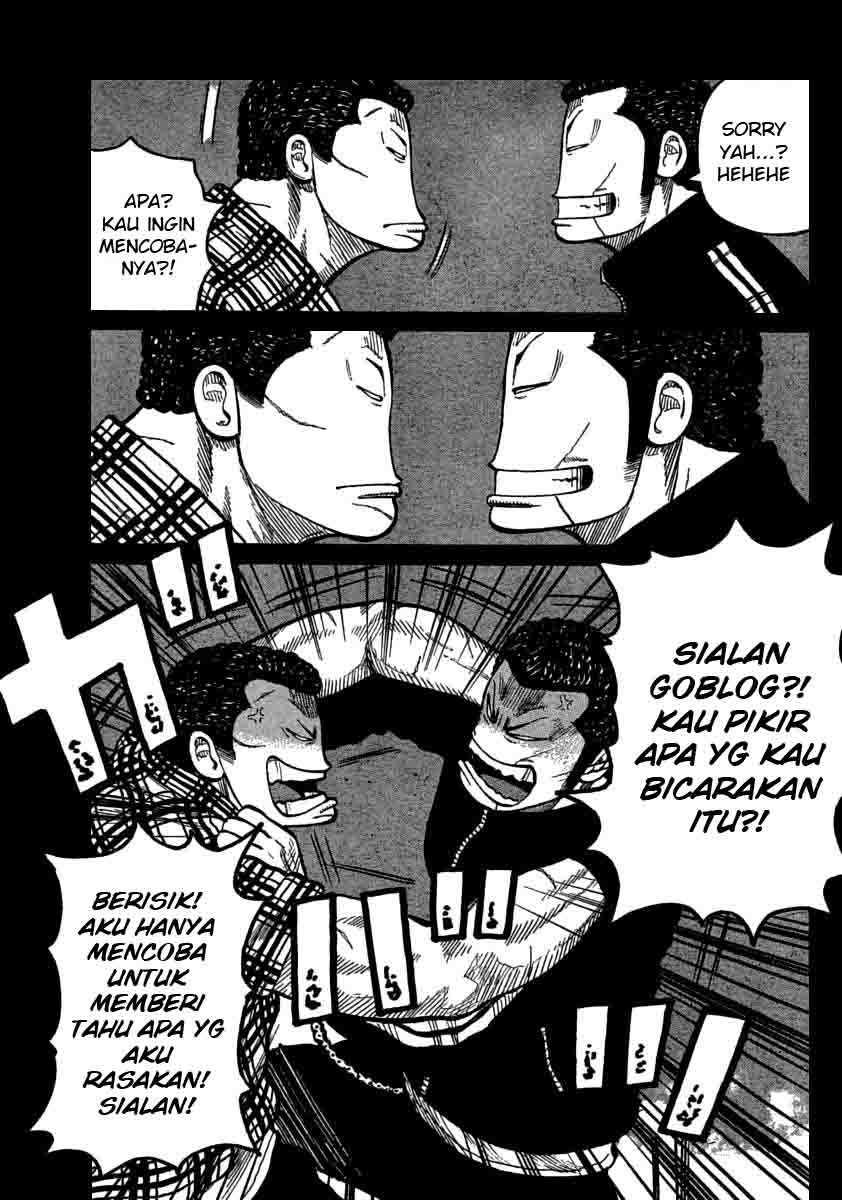 SORRY
YAH...?
HEHEHE
APA?
KAU INGIN
MENCOBA-
NYA?!
SIALAN
GOBLOG?!
KAU PIKIR
APA YG KAU
BICARAKAN
ITU?!
BERISIK!
AKU HANYA
MENCOBA
UNTUK
MEMBERI
TAHU APA YG
AKU
RASAKAN!
SIALAN!